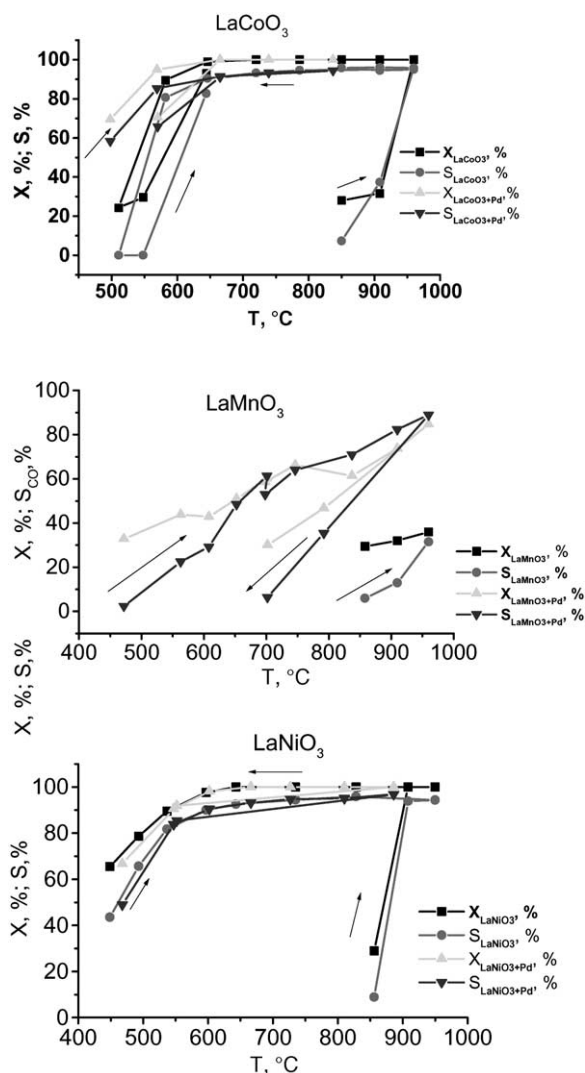 LaCoO3
X, %; S, %
100
80
60
40
20
0
XLaCoO3, %
SLaCoO3, %
XLaCoO3+Pd, %
SLaCoO3+Pd, %
500 600 700 800 900 1000
T, °C
LaMnO3
X, %; SCO, %
100
80
60
40
20
0
XLaMnO3, %
SLaMnO3, %
XLaMnO3+Pd, %
SLaMnO3+Pd, %
400 500 600 700 800 900 1000
T, °C
X, %; S,%
LaNiO3
X, %; S,%
100
80
60
40
20
0
XLaNiO3, %
SLaNiO3, %
XLaNiO3+Pd, %
SLaNiO3+Pd, %
400 500 600 700 800 900 1000
T, °C